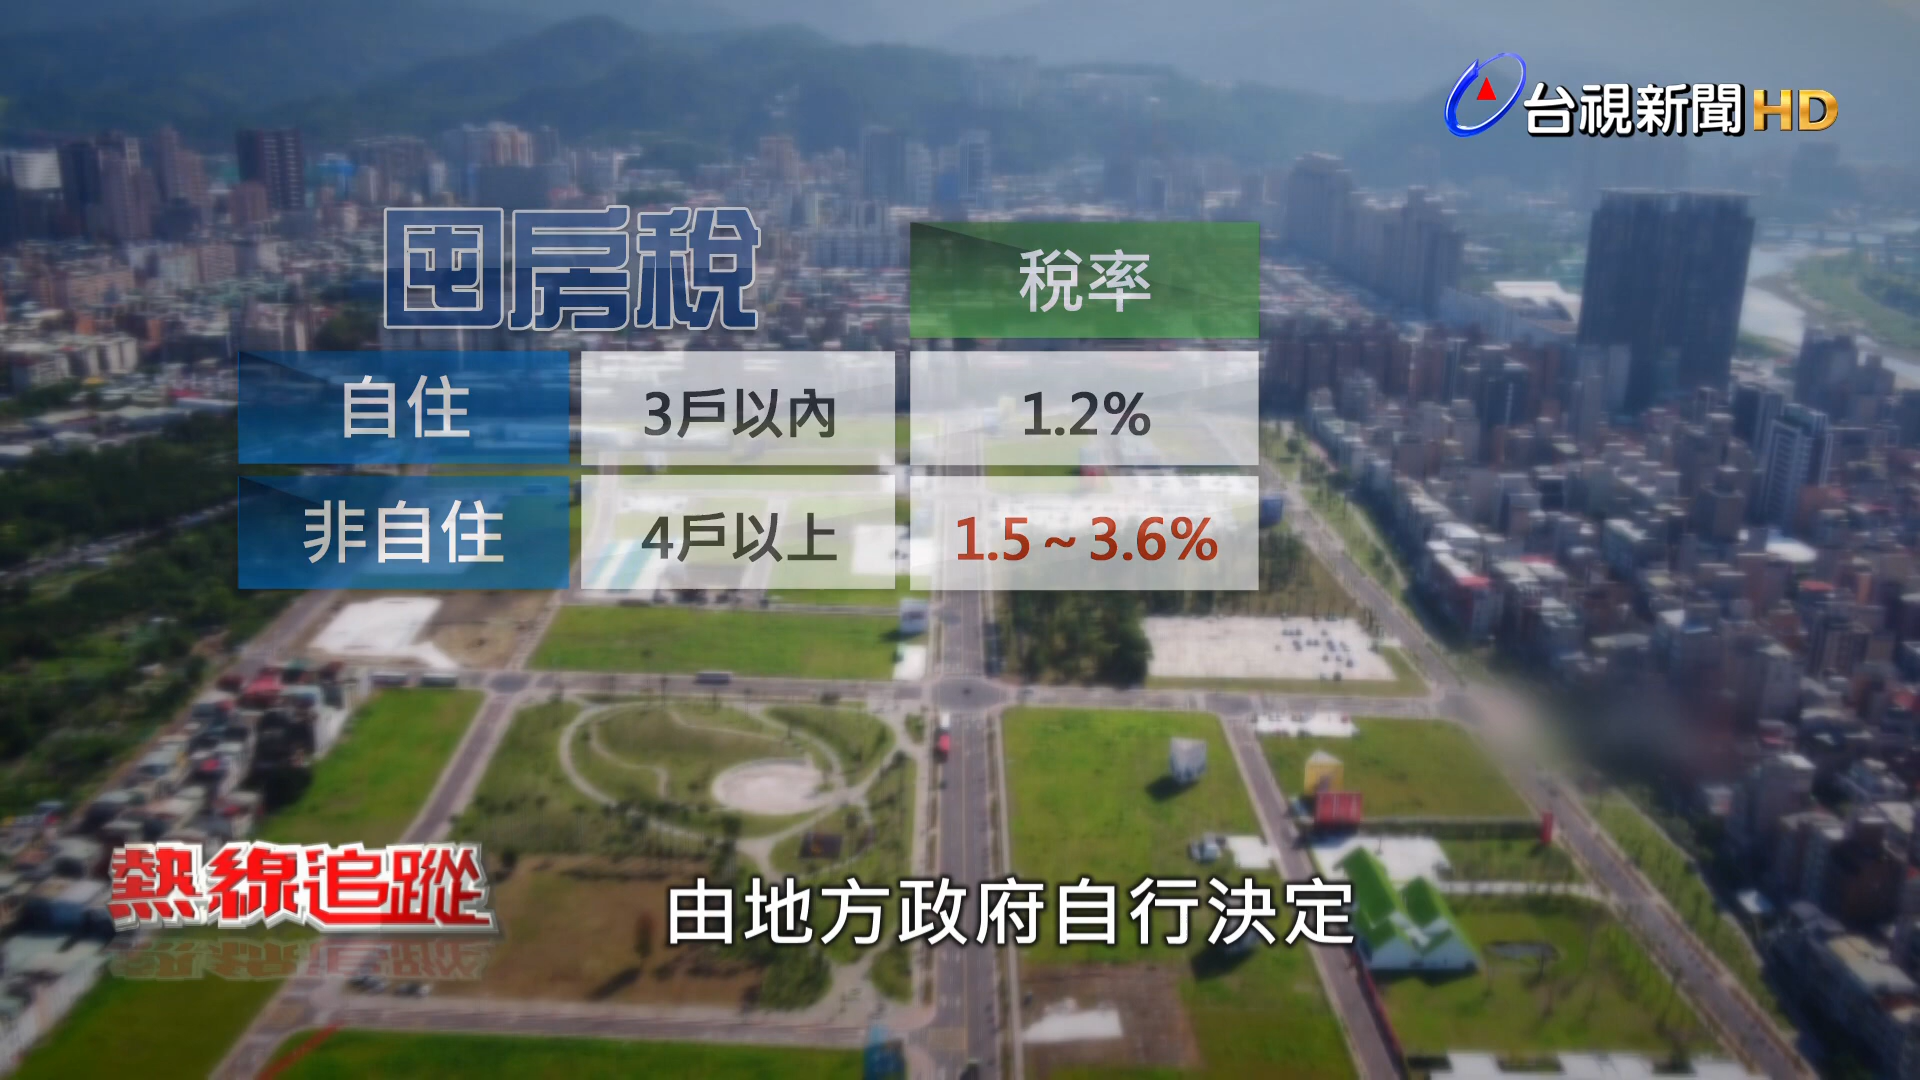 台視新聞HD
囤房稅 稅率
自住 3戶以內 1.2%
非自住 4戶以上 1.5~3.6%
熱線追蹤
由地方政府自行決定